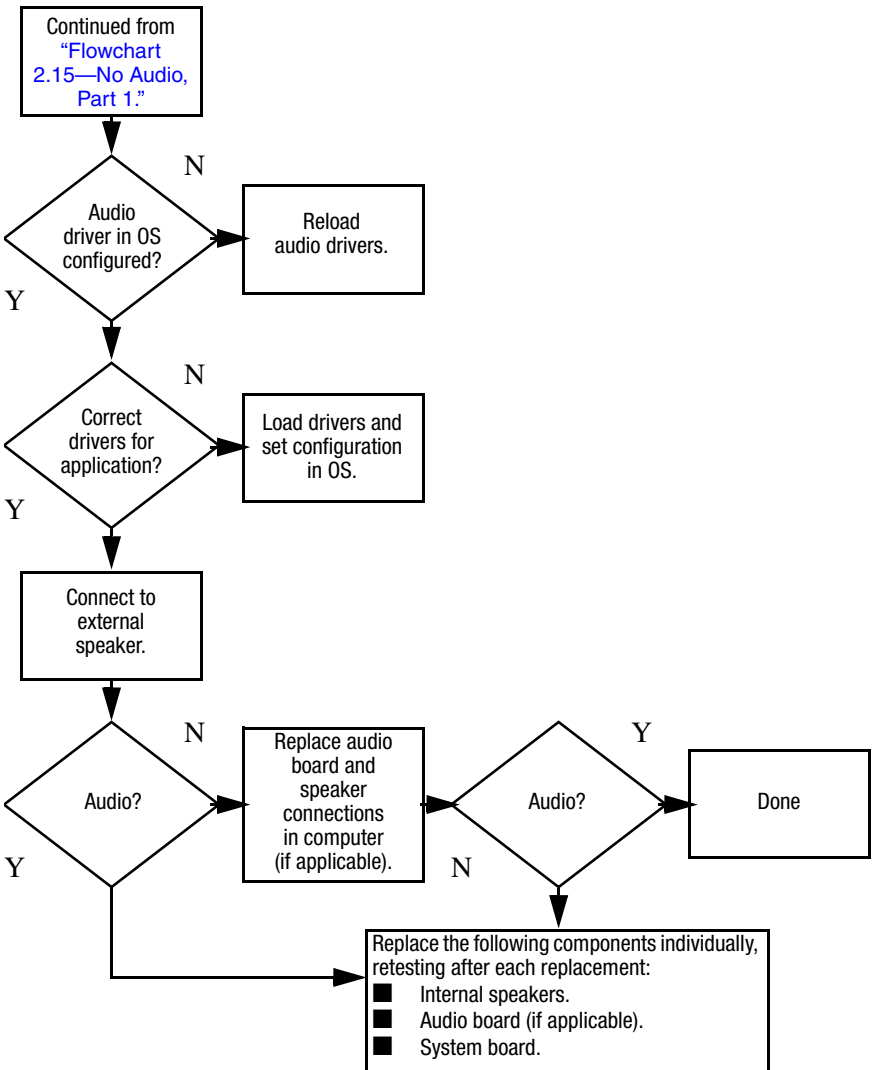 Continued from
“Flowchart
2.15—No Audio,
Part 1.”
N
Audio
driver in OS
configured?
Reload
audio drivers.
Y
N
Correct
drivers for
application?
Load drivers and
set configuration
in OS.
Y
Connect to
external
speaker.
N
Audio?
Replace audio
board and
speaker
connections
in computer
(if applicable).
Y
Audio?
Y
Done
N
Replace the following components individually,
retesting after each replacement:
■ Internal speakers.
■ Audio board (if applicable).
■ System board.